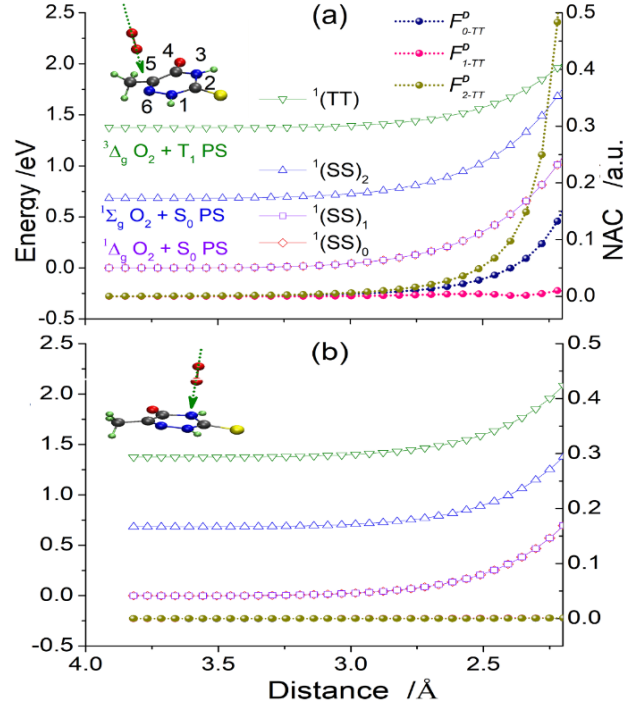 (a)
2.5
2.0
1.5
1.0
0.5
0.0
-0.5
Energy /eV
4
3
5
2
6
1
F^D_0-TT
F^D_1-TT
F^D_2-TT
¹(TT)
³Δg O₂ + T₁ PS
¹(SS)₂
¹Σg O₂ + S₀ PS
¹(SS)₁
¹Δg O₂ + S₀ PS
¹(SS)₀
0.5
0.4
0.3
0.2
0.1
0.0
NAC /a.u.
(b)
2.5
2.0
1.5
1.0
0.5
0.0
-0.5
0.5
0.4
0.3
0.2
0.1
0.0
4.0
3.5
3.0
2.5
Distance /Å